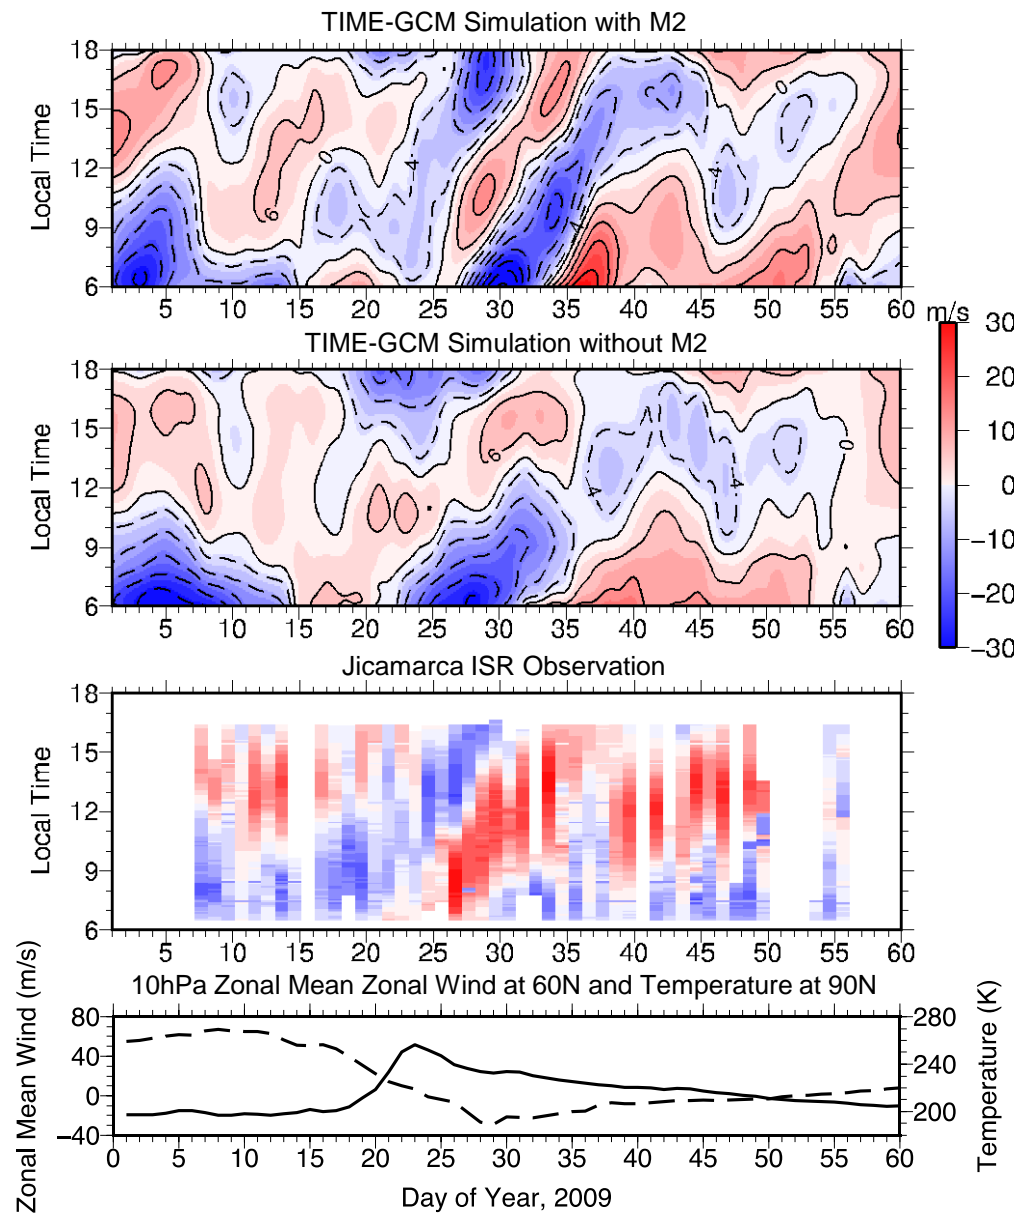 TIME-GCM Simulation with M2
Local Time
18
15
12
9
6
0
-4
0
6
-4
5 10 15 20 25 30 35 40 45 50 55 60
m/s
30
20
10
0
−10
−20
−30
TIME-GCM Simulation without M2
Local Time
18
15
12
9
6
6
-4
-4
0
5 10 15 20 25 30 35 40 45 50 55 60
Jicamarca ISR Observation
Local Time
18
15
12
9
6
5 10 15 20 25 30 35 40 45 50 55 60
10hPa Zonal Mean Zonal Wind at 60N and Temperature at 90N
Zonal Mean Wind (m/s)
80
40
0
−40
280
240
200
Temperature (K)
0 5 10 15 20 25 30 35 40 45 50 55 60
Day of Year, 2009